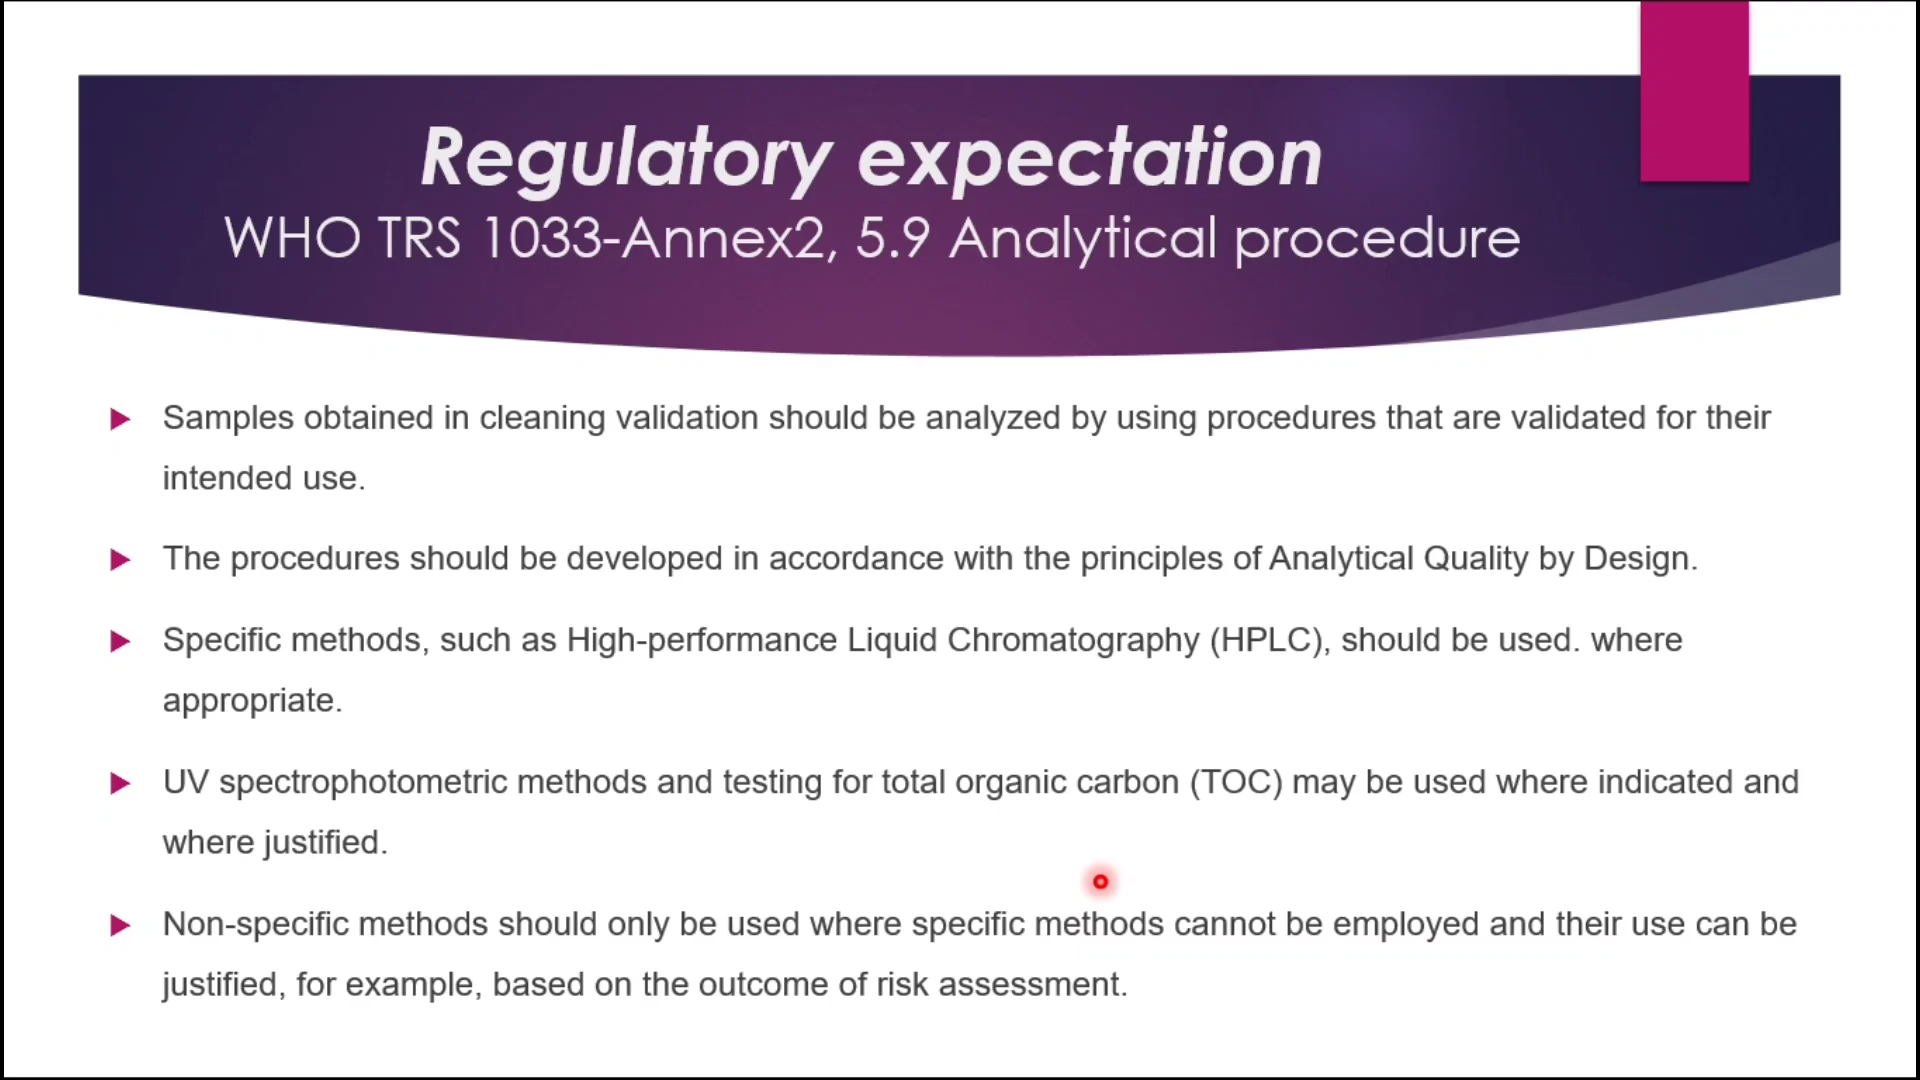 Regulatory expectation
WHO TRS 1033-Annex2, 5.9 Analytical procedure
Samples obtained in cleaning validation should be analyzed by using procedures that are validated for their
intended use.
The procedures should be developed in accordance with the principles of Analytical Quality by Design.
Specific methods, such as High-performance Liquid Chromatography (HPLC), should be used. where
appropriate.
UV spectrophotometric methods and testing for total organic carbon (TOC) may be used where indicated and
where justified.
Non-specific methods should only be used where specific methods cannot be employed and their use can be
justified, for example, based on the outcome of risk assessment.